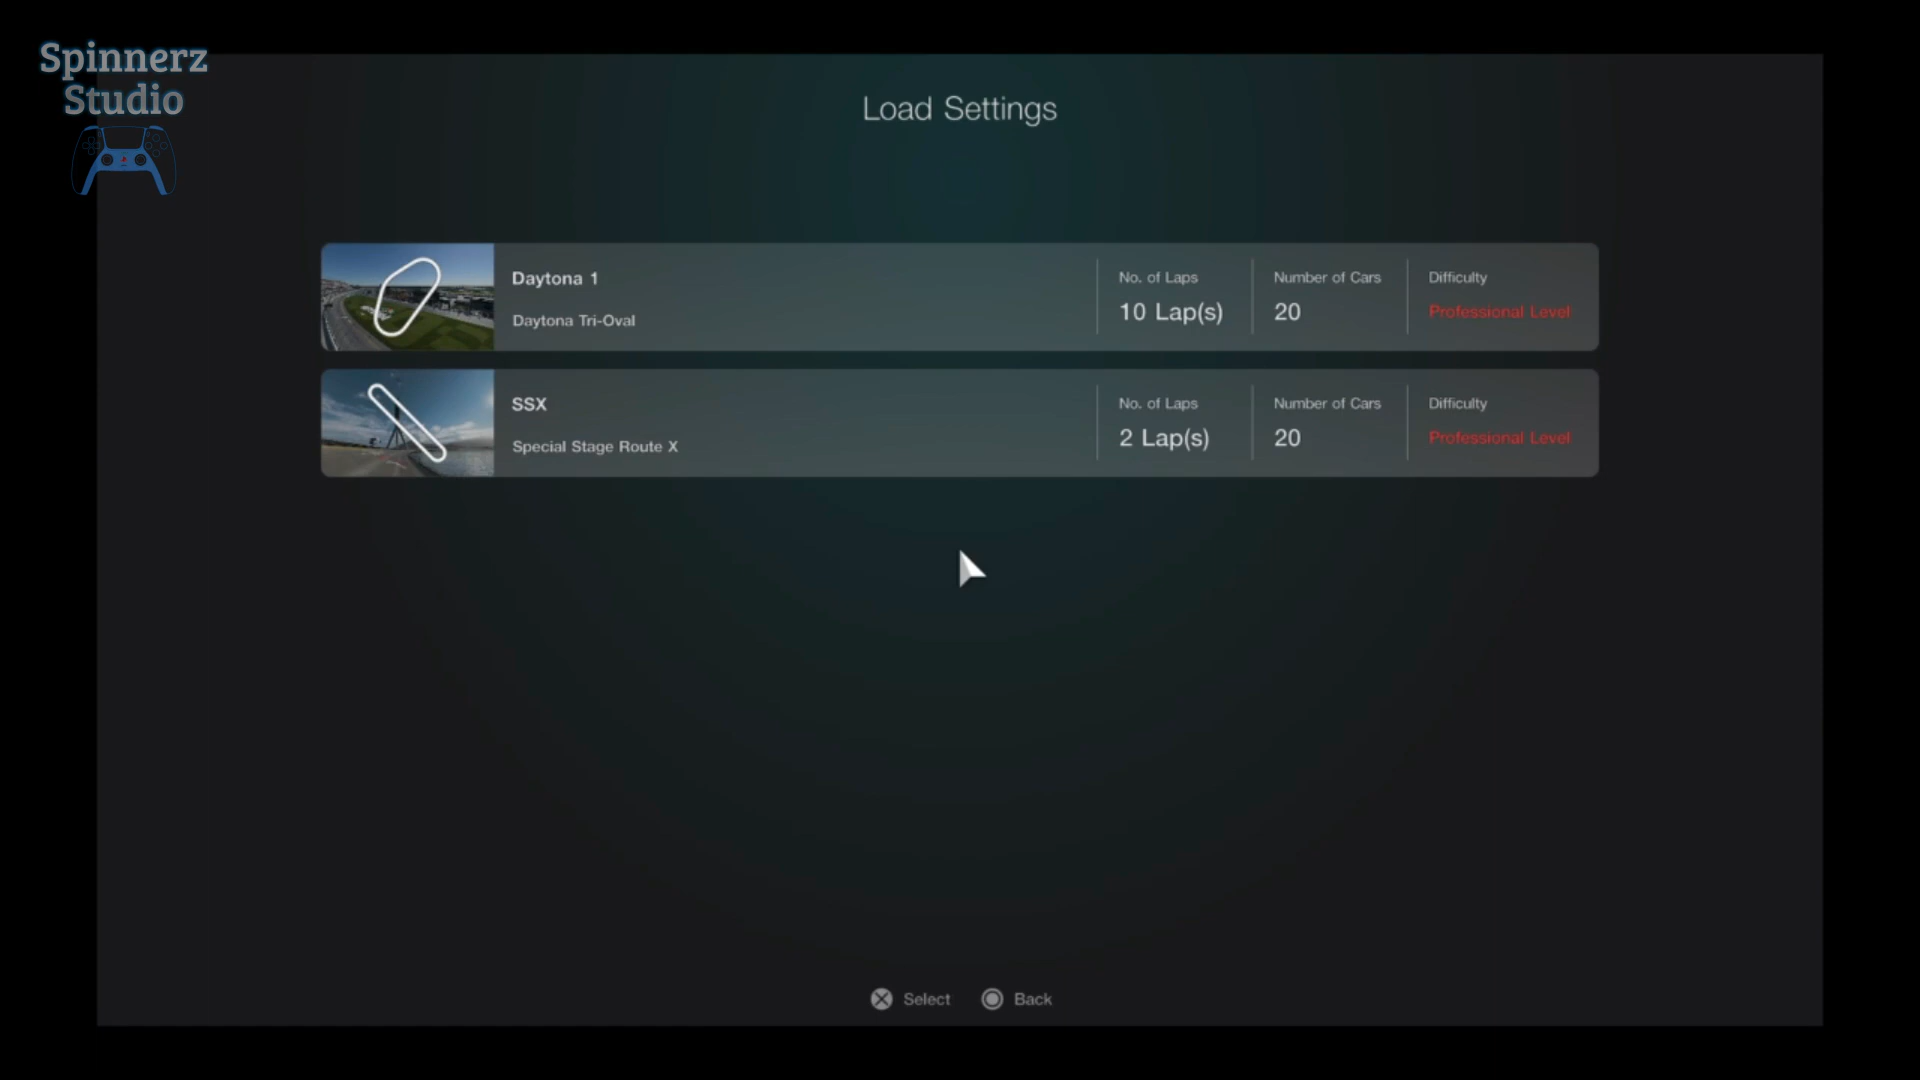 Spinnerz
Studio
Load Settings
Daytona 1
Daytona Tri-Oval
No. of Laps
10 Lap(s)
Number of Cars
20
Difficulty
Professional Level
SSX
Special Stage Route X
No. of Laps
2 Lap(s)
Number of Cars
20
Difficulty
Professional Level
Select
Back